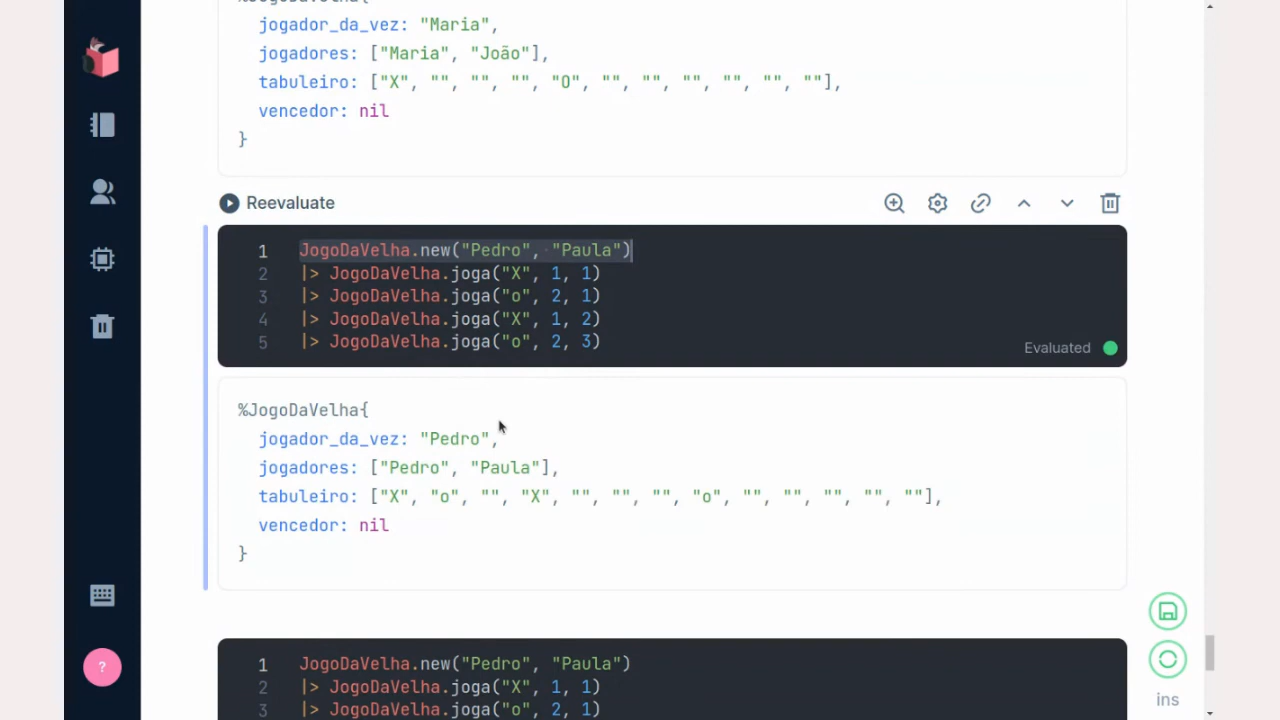 %JogoDaVelha{
jogador_da_vez: "Maria",
jogadores: ["Maria", "João"],
tabuleiro: ["X", "", "", "", "O", "", "", "", "", "", ""],
vencedor: nil
}
Reevaluate
1 JogoDaVelha.new("Pedro", "Paula")
2 |> JogoDaVelha.joga("X", 1, 1)
3 |> JogoDaVelha.joga("o", 2, 1)
4 |> JogoDaVelha.joga("X", 1, 2)
5 |> JogoDaVelha.joga("o", 2, 3)
Evaluated
%JogoDaVelha{
jogador_da_vez: "Pedro",
jogadores: ["Pedro", "Paula"],
tabuleiro: ["X", "o", "", "X", "", "", "", "o", "", "", "", "", ""],
vencedor: nil
}
1 JogoDaVelha.new("Pedro", "Paula")
2 |> JogoDaVelha.joga("X", 1, 1)
3 |> JogoDaVelha.joga("o", 2, 1)
?
ins